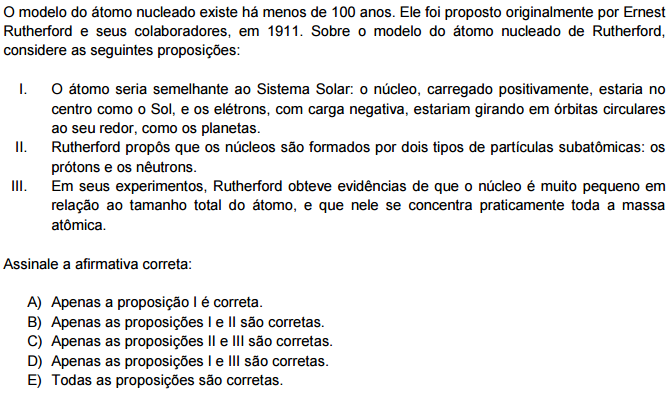 O modelo do átomo nucleado existe há menos de 100 anos. Ele foi proposto originalmente por Ernest
Rutherford e seus colaboradores, em 1911. Sobre o modelo do átomo nucleado de Rutherford,
considere as seguintes proposições:
I. O átomo seria semelhante ao Sistema Solar: o núcleo, carregado positivamente, estaria no
centro como o Sol, e os elétrons, com carga negativa, estariam girando em órbitas circulares
ao seu redor, como os planetas.
II. Rutherford propôs que os núcleos são formados por dois tipos de partículas subatômicas: os
prótons e os nêutrons.
III. Em seus experimentos, Rutherford obteve evidências de que o núcleo é muito pequeno em
relação ao tamanho total do átomo, e que nele se concentra praticamente toda a massa
atômica.
Assinale a afirmativa correta:
A) Apenas a proposição I é correta.
B) Apenas as proposições I e II são corretas.
C) Apenas as proposições II e III são corretas.
D) Apenas as proposições I e III são corretas.
E) Todas as proposições são corretas.